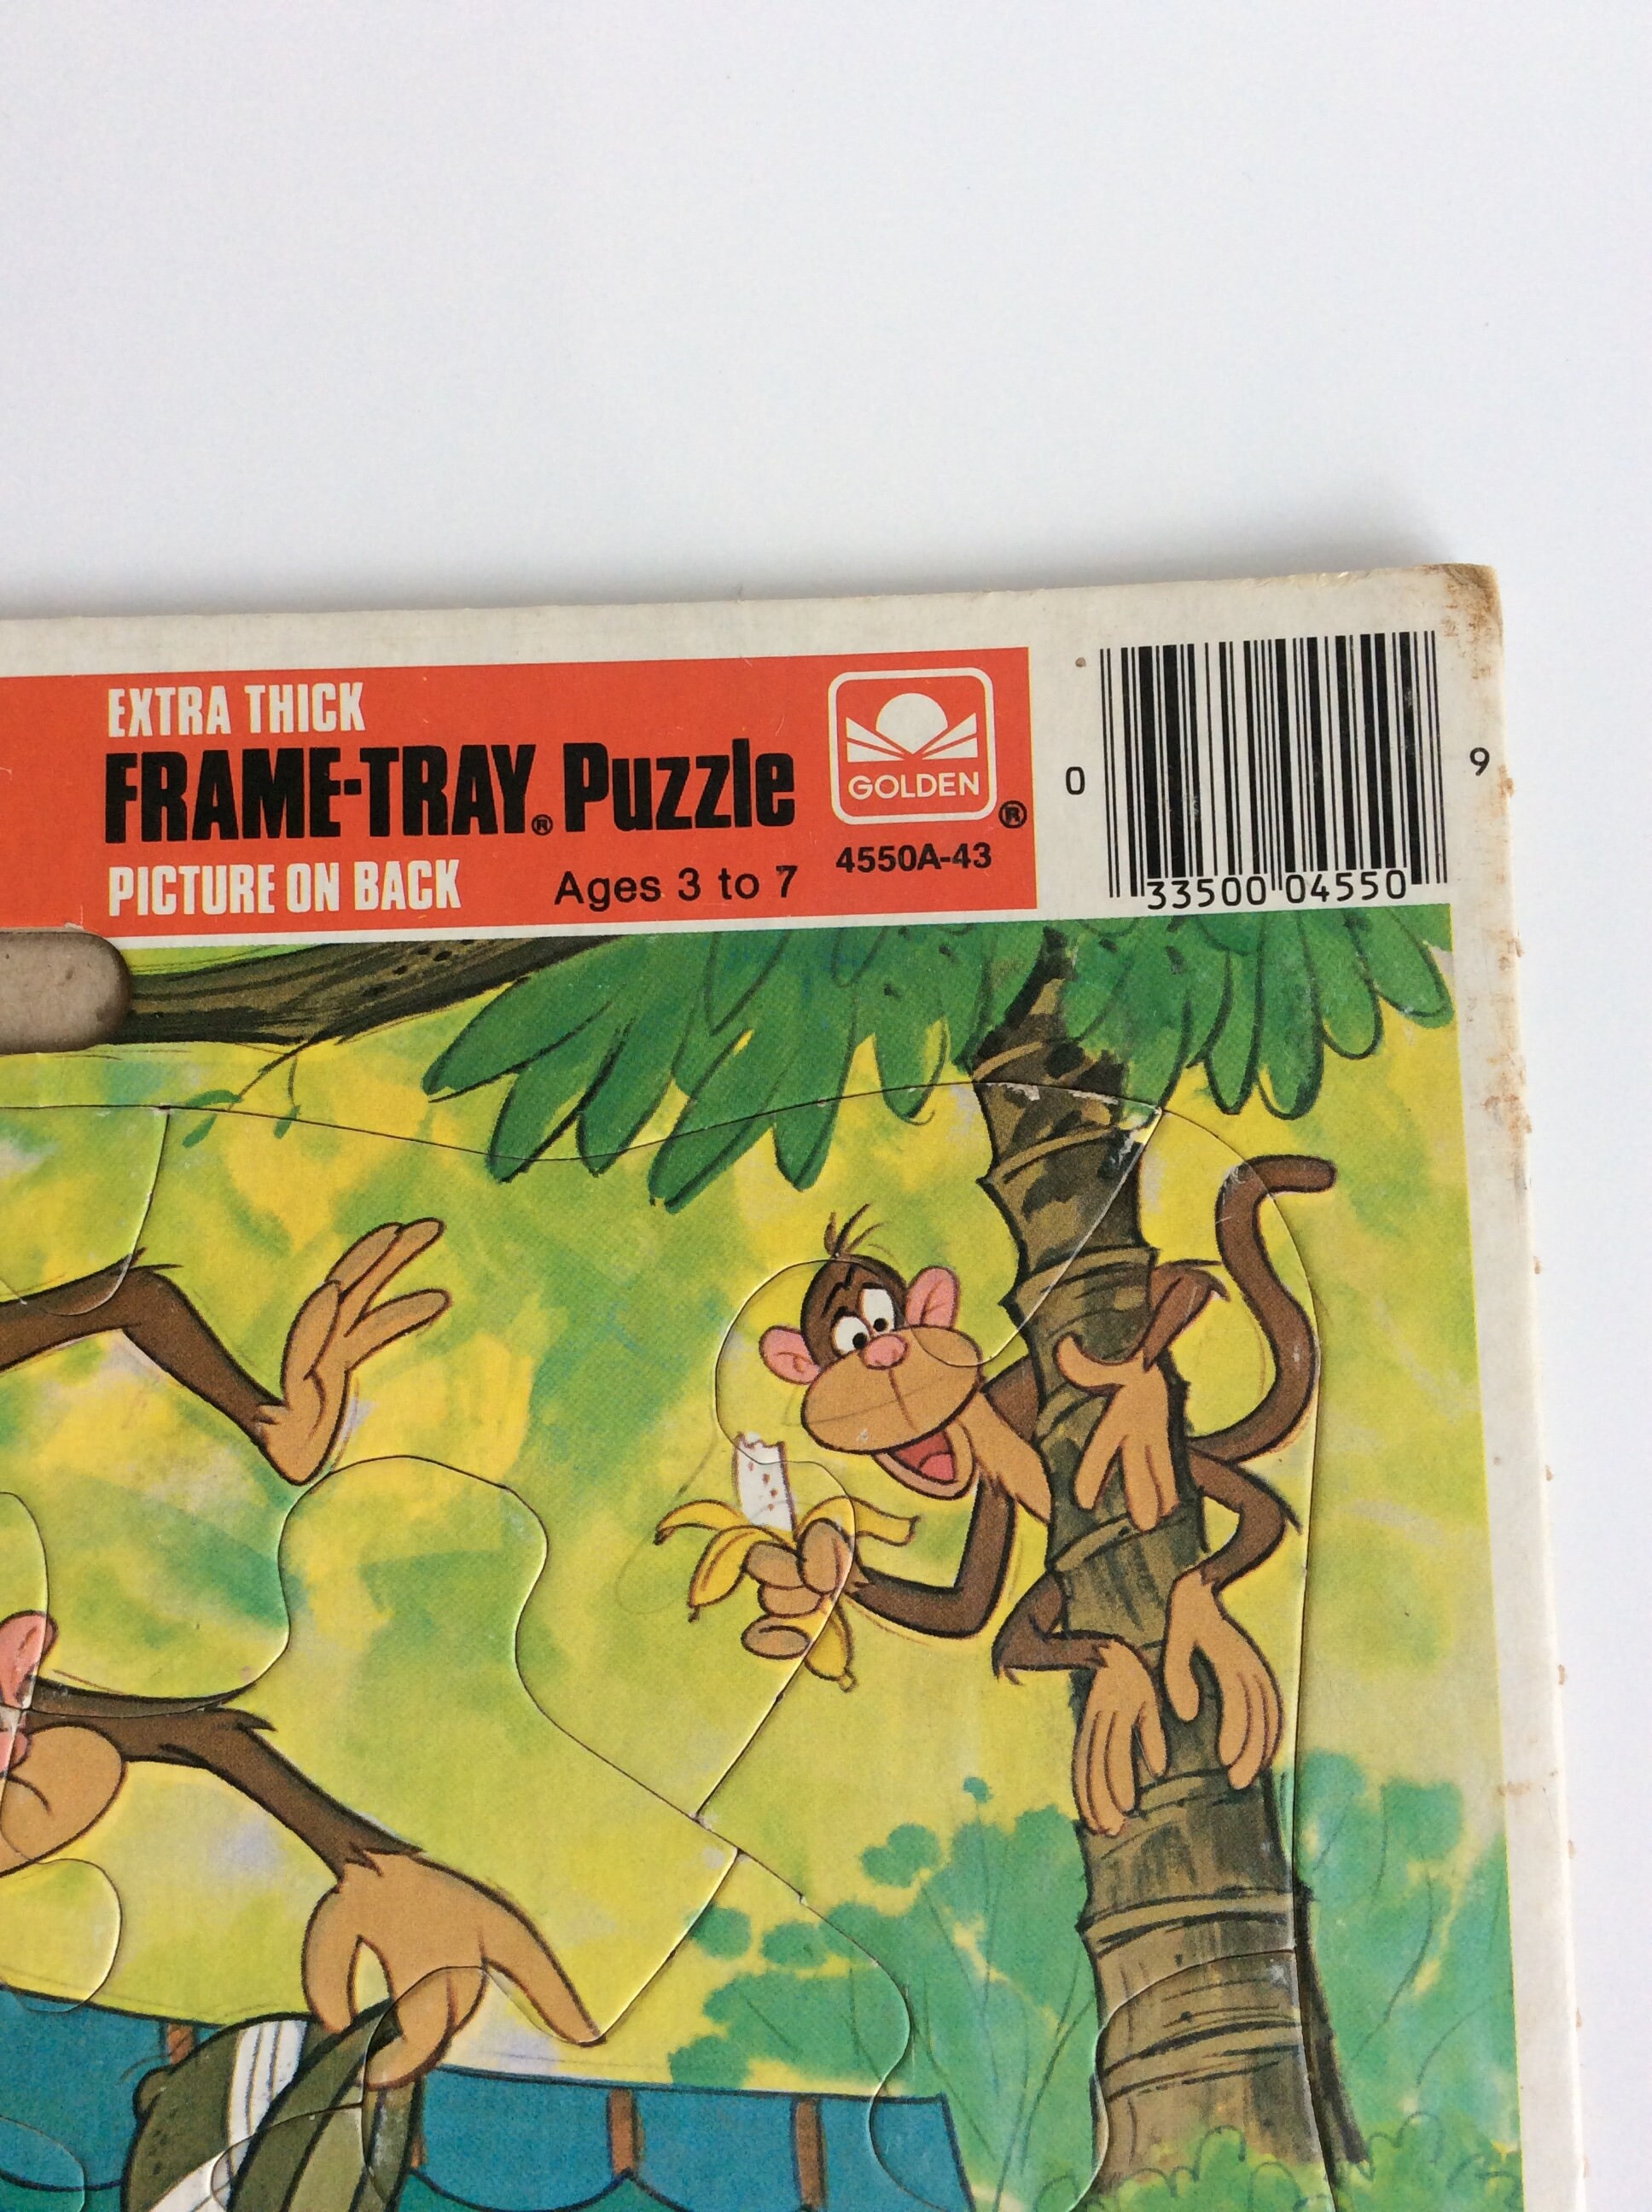 EXTRA THICK
FRAME-TRAY® Puzzle
PICTURE ON BACK
Ages 3 to 7
GOLDEN ®
4550A-43
0 33500 04550 9